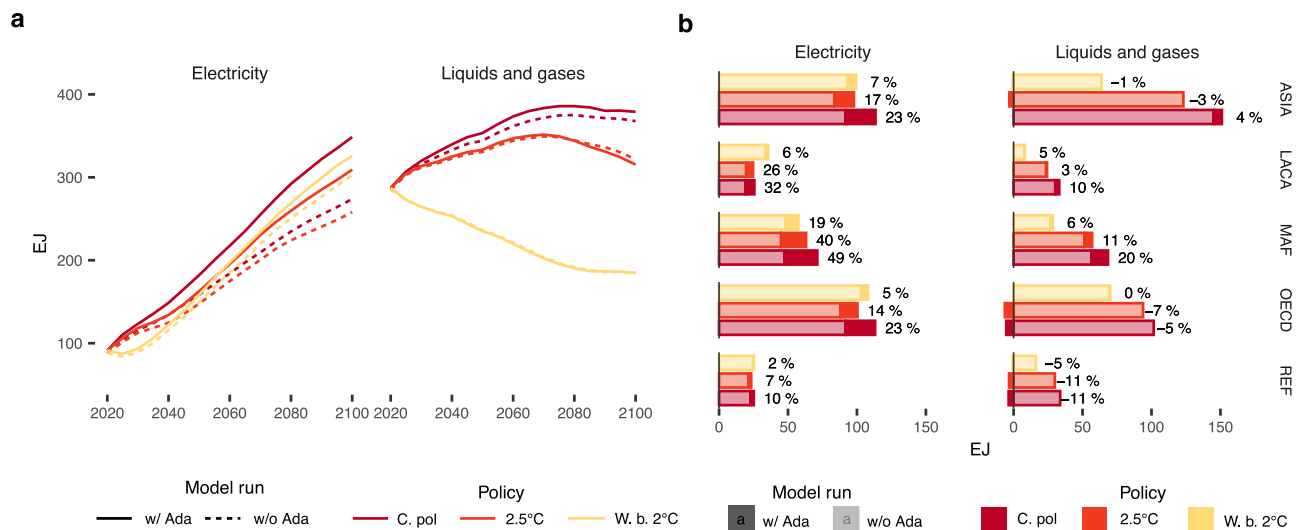 a
Electricity
Liquids and gases
EJ
400
300
200
100
2020 2040 2060 2080 2100
2020 2040 2060 2080 2100
Model run
w/ Ada w/o Ada
Policy
C. pol 2.5°C W. b. 2°C
b
Electricity
Liquids and gases
7 %
17 %
23 %
−1 %
−3 %
4 %
ASIA
6 %
26 %
32 %
5 %
3 %
10 %
LACA
19 %
40 %
49 %
6 %
11 %
20 %
MAF
5 %
14 %
23 %
0 %
−7 %
−5 %
OECD
2 %
7 %
10 %
−5 %
−11 %
−11 %
REF
0 50 100 150
0 50 100 150
EJ
Model run
a w/ Ada a w/o Ada
Policy
C. pol 2.5°C W. b. 2°C